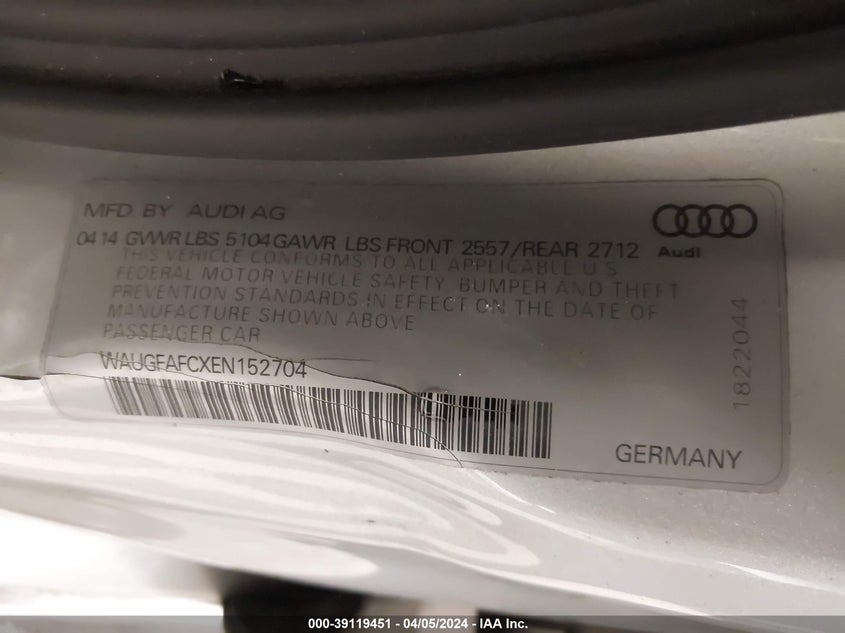 MFD BY AUDI AG
0414 GVWR LBS 5104 GAWR LBS FRONT 2557/REAR 2712
Audi
THIS VEHICLE CONFORMS TO ALL APPLICABLE U.S
FEDERAL MOTOR VEHICLE SAFETY, BUMPER AND THEFT
PREVENTION STANDARDS IN EFFECT ON THE DATE OF
MANUFACTURE SHOWN ABOVE
PASSENGER CAR
WAUGFAFCXEN152704
1822044
GERMANY
000-39119451 - 04/05/2024 - IAA Inc.